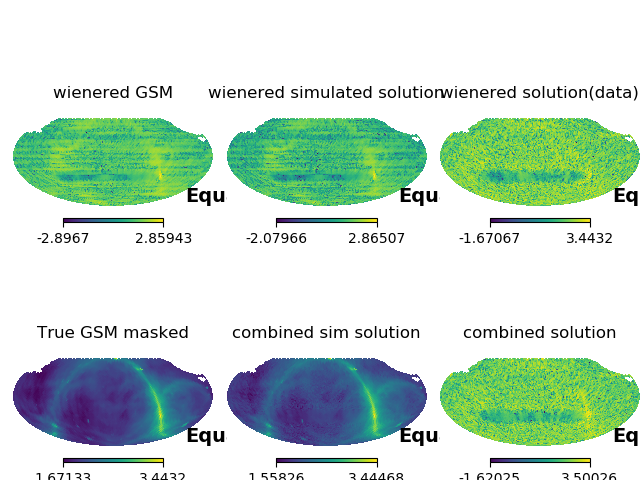 wienered GSM
wienered simulated solution
wienered solution(data)
Equ
Equ
Eq
-2.8967 2.85943
-2.07966 2.86507
-1.67067 3.4432
True GSM masked
combined sim solution
combined solution
Equ
Equ
Eq
1.67133 3.4432
1.55826 3.44468
-1.62025 3.50026